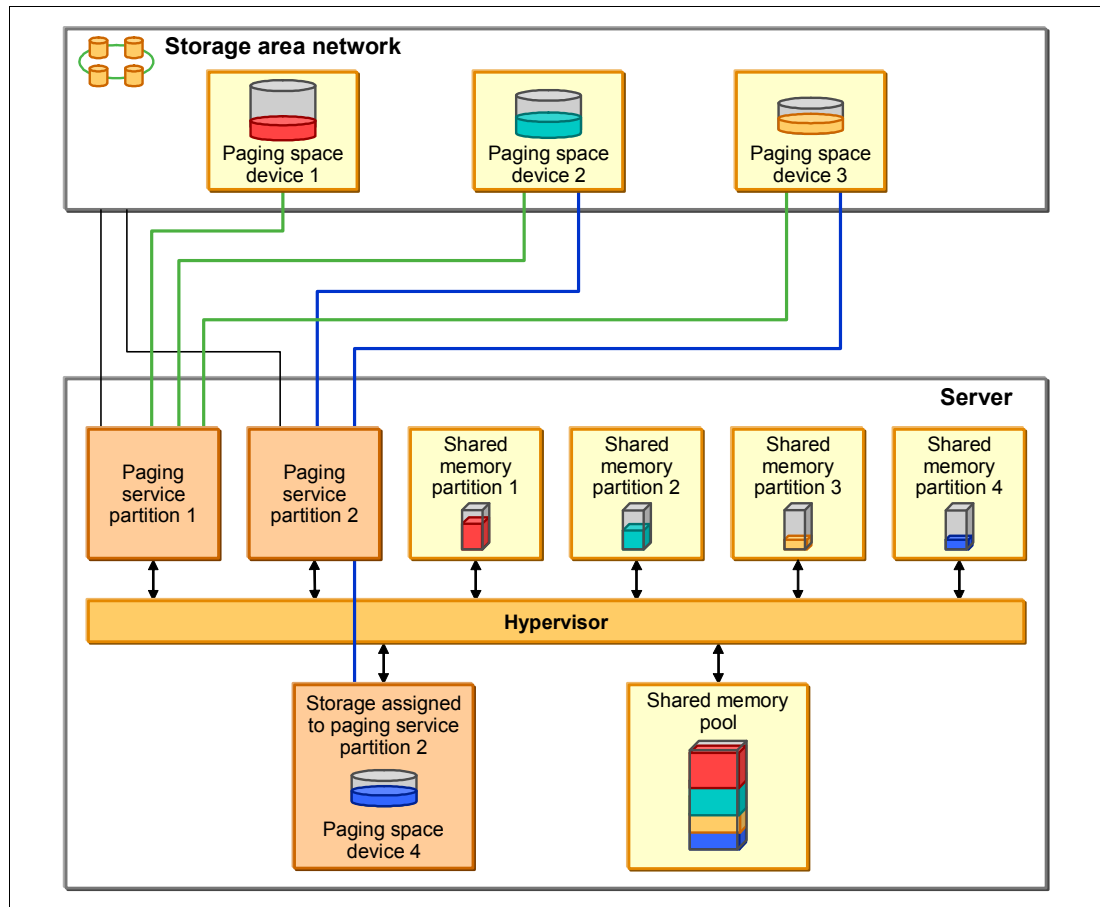 Storage area network
Paging space
device 1
Paging space
device 2
Paging space
device 3
Server
Paging
service
partition 1
Paging
service
partition 2
Shared
memory
partition 1
Shared
memory
partition 2
Shared
memory
partition 3
Shared
memory
partition 4
Hypervisor
Storage assigned
to paging service
partition 2
Paging space
device 4
Shared memory
pool